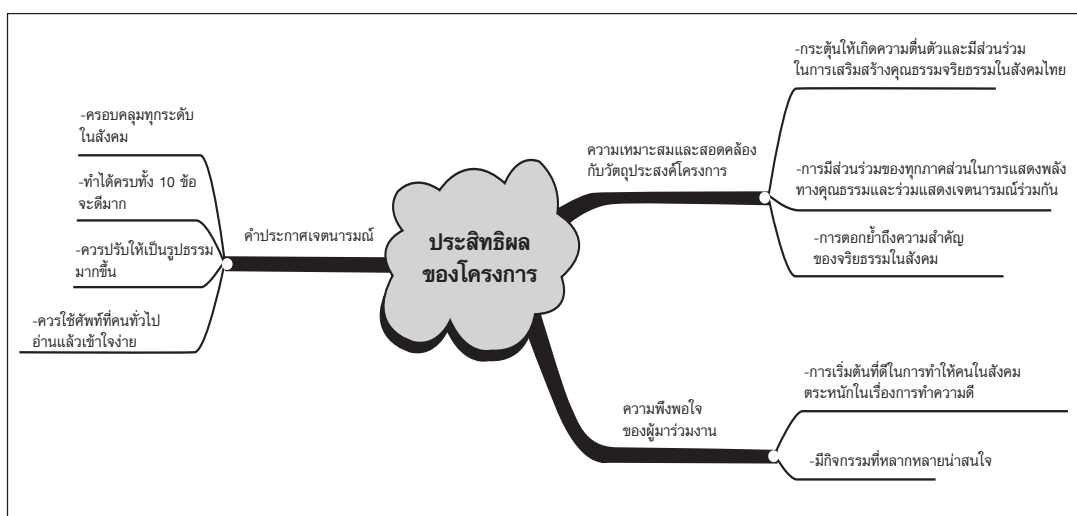 ประสิทธิผล
ของโครงการ
คำประกาศเจตนารมณ์
-ครอบคลุมทุกระดับ
ในสังคม
-ทำได้ครบทั้ง 10 ข้อ
จะดีมาก
-ควรปรับให้เป็นรูปธรรม
มากขึ้น
-ควรใช้ศัพท์ที่คนทั่วไป
อ่านแล้วเข้าใจง่าย
ความเหมาะสมและสอดคล้อง
กับวัตถุประสงค์โครงการ
-กระตุ้นให้เกิดความตื่นตัวและมีส่วนร่วม
ในการเสริมสร้างคุณธรรมจริยธรรมในสังคมไทย
-การมีส่วนร่วมของทุกภาคส่วนในการแสดงพลัง
ทางคุณธรรมและร่วมแสดงเจตนารมณ์ร่วมกัน
-การตอกย้ำถึงความสำคัญ
ของจริยธรรมในสังคม
ความพึงพอใจ
ของผู้มาร่วมงาน
-การเริ่มต้นที่ดีในการทำให้คนในสังคม
ตระหนักในเรื่องการทำความดี
-มีกิจกรรมที่หลากหลายน่าสนใจ